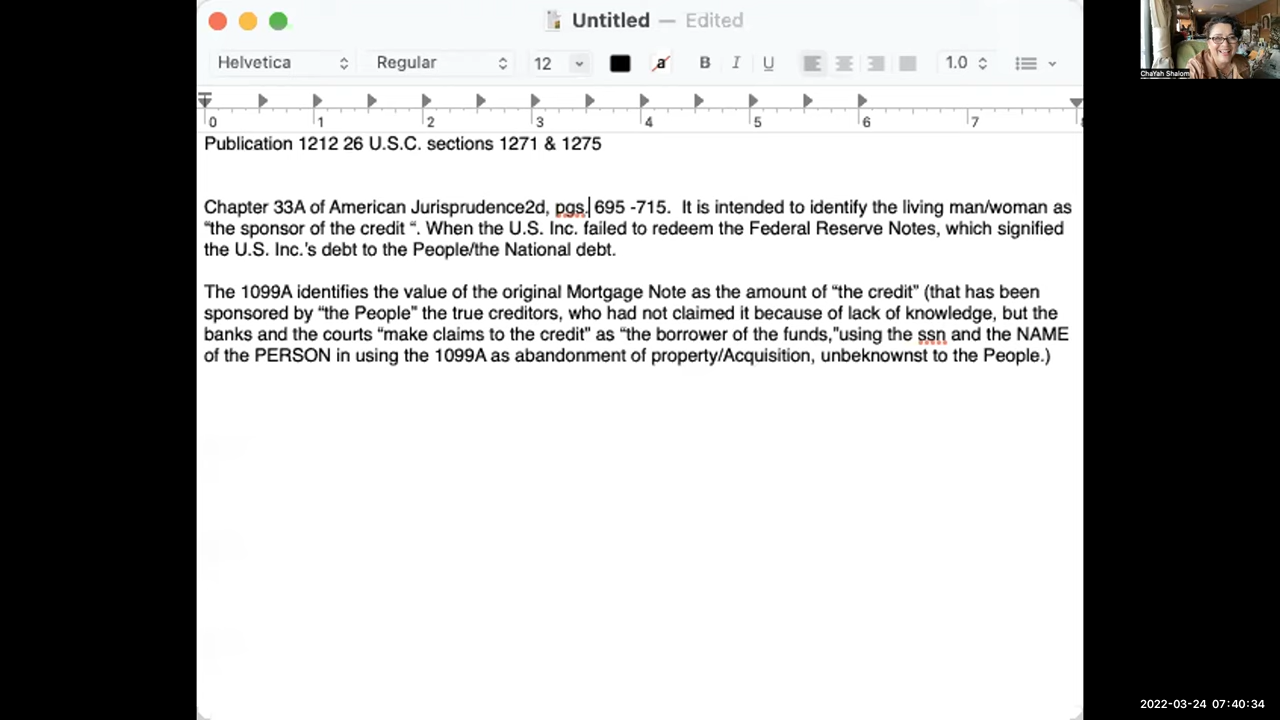 Untitled — Edited
Helvetica Regular 12 a B I U 1.0
0 1 2 3 4 5 6 7
Publication 1212 26 U.S.C. sections 1271 & 1275
Chapter 33A of American Jurisprudence2d, pgs. 695 -715.  It is intended to identify the living man/woman as
“the sponsor of the credit “. When the U.S. Inc. failed to redeem the Federal Reserve Notes, which signified
the U.S. Inc.'s debt to the People/the National debt.
The 1099A identifies the value of the original Mortgage Note as the amount of “the credit” (that has been
sponsored by “the People” the true creditors, who had not claimed it because of lack of knowledge, but the
banks and the courts “make claims to the credit” as “the borrower of the funds,”using the ssn and the NAME
of the PERSON in using the 1099A as abandonment of property/Acquisition, unbeknownst to the People.)
ChaYah Shalom
2022-03-24 07:40:34